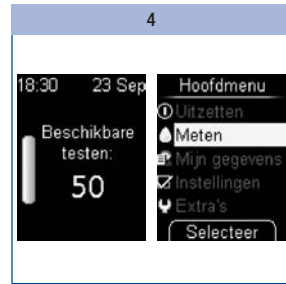 4
18:30 23 Sep
Beschikbare
testen:
50
Hoofdmenu
Uitzetten
Meten
Mijn gegevens
Instellingen
Extra's
Selecteer